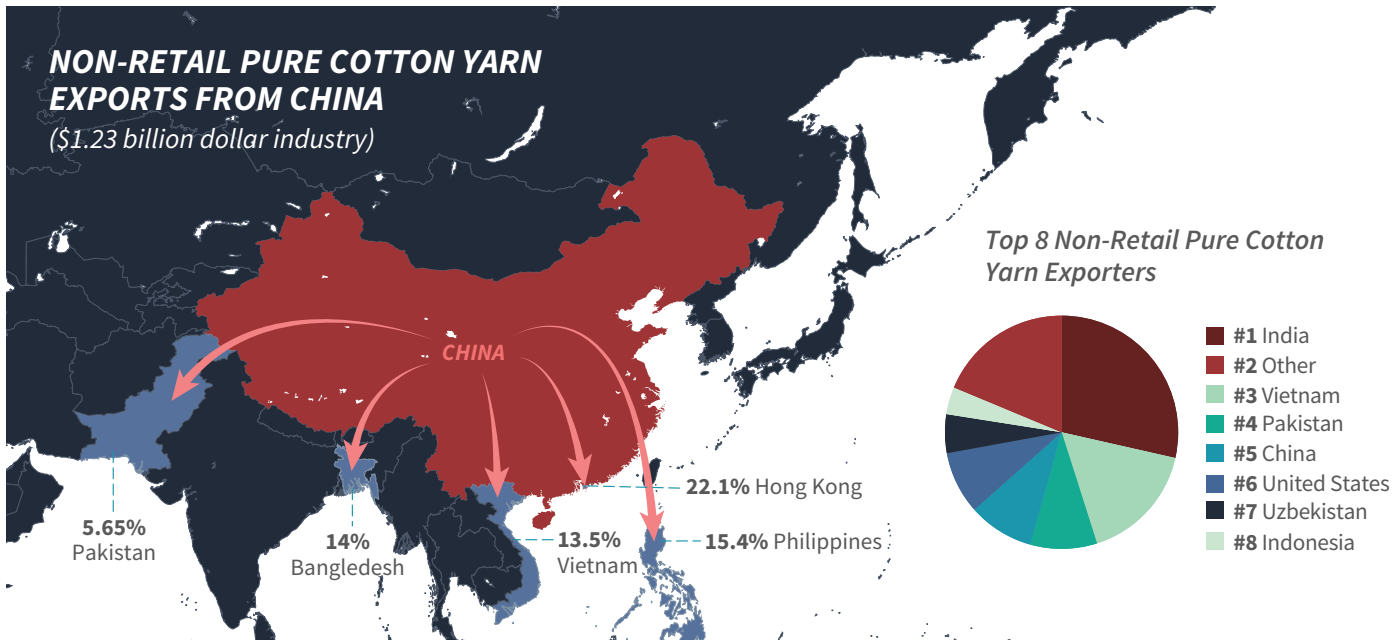 NON-RETAIL PURE COTTON YARN
EXPORTS FROM CHINA
($1.23 billion dollar industry)
CHINA
5.65%
Pakistan
14%
Bangledesh
13.5%
Vietnam
22.1% Hong Kong
15.4% Philippines
Top 8 Non-Retail Pure Cotton
Yarn Exporters
#1 India
#2 Other
#3 Vietnam
#4 Pakistan
#5 China
#6 United States
#7 Uzbekistan
#8 Indonesia